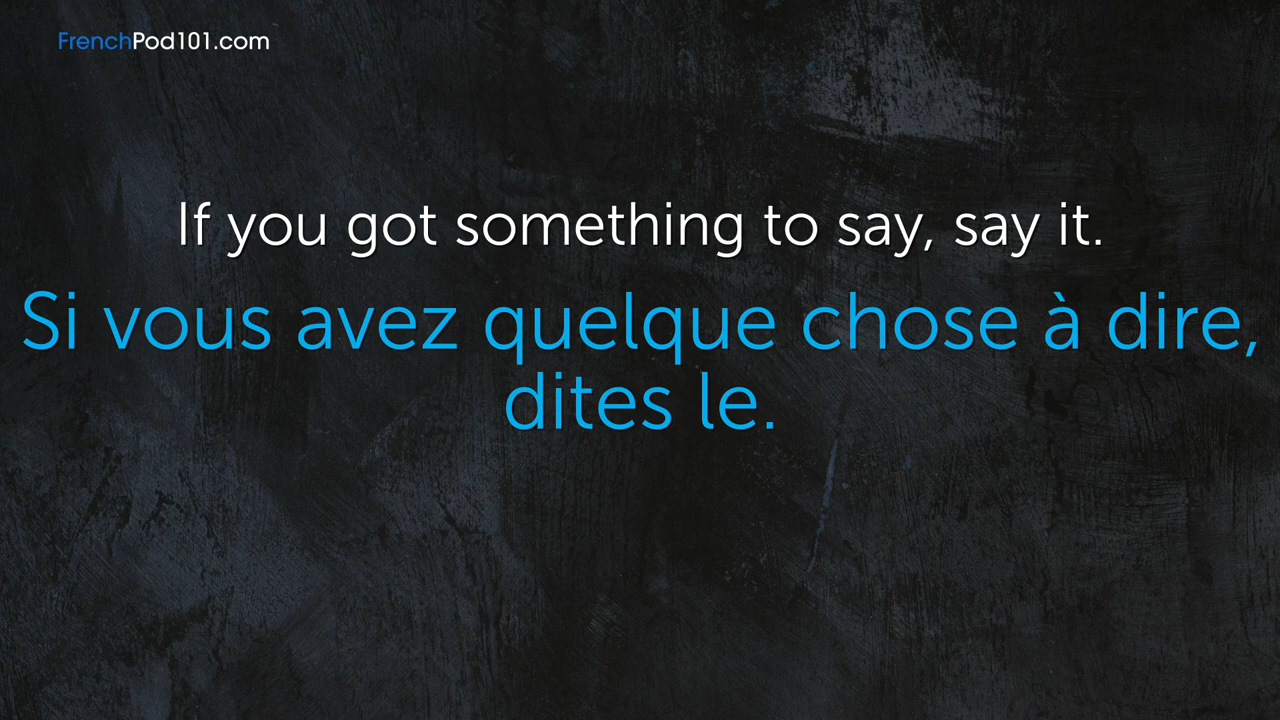 FrenchPod101.com
If you got something to say, say it.
Si vous avez quelque chose à dire,
dites le.